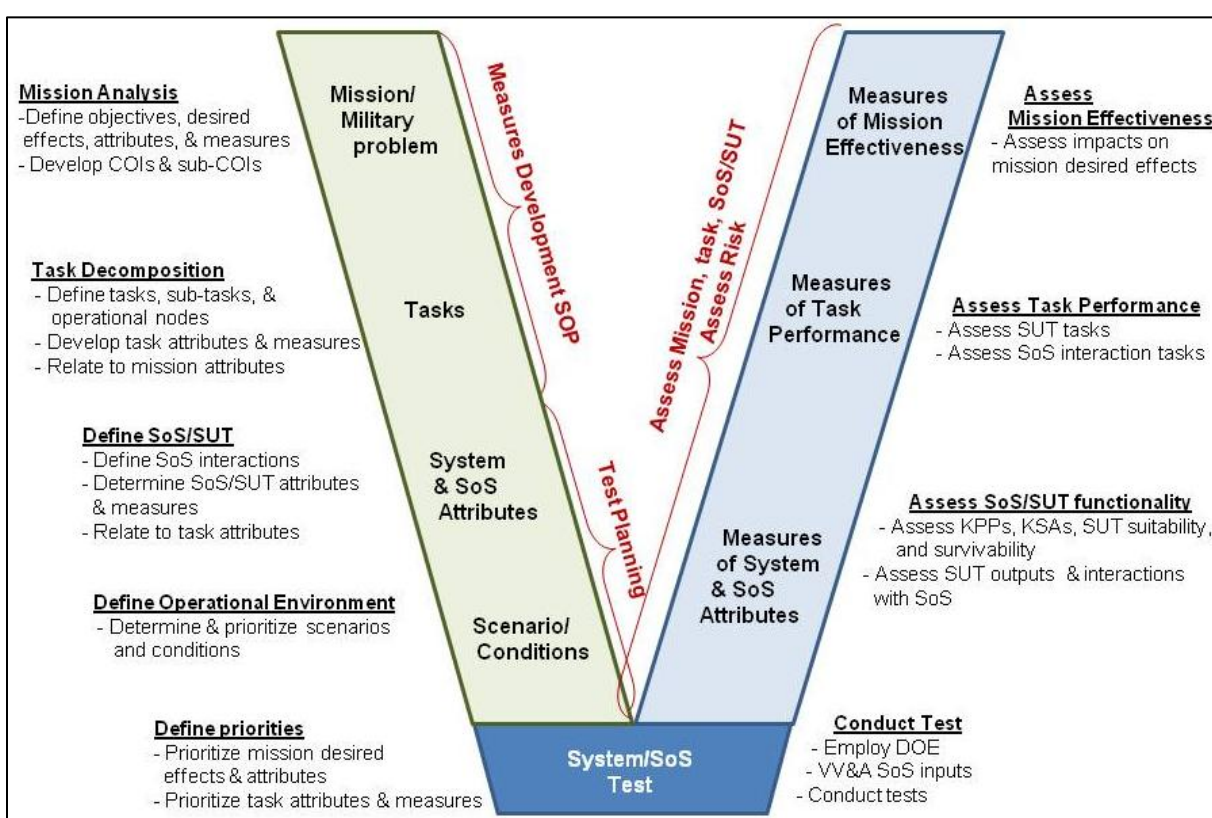 Mission Analysis
-Define objectives, desired
effects, attributes, & measures
- Develop COIs & sub-COIs
Task Decomposition
- Define tasks, sub-tasks, &
operational nodes
- Develop task attributes & measures
- Relate to mission attributes
Define SoS/SUT
- Define SoS interactions
- Determine SoS/SUT attributes
& measures
- Relate to task attributes
Define Operational Environment
- Determine & prioritize scenarios
and conditions
Define priorities
- Prioritize mission desired
effects & attributes
- Prioritize task attributes & measures
Mission/
Military
problem
Tasks
System
& SoS
Attributes
Scenario/
Conditions
Measures Development SOP
Test Planning
System/SoS
Test
Assess Mission, task, SoS/SUT
Assess Risk
Measures
of Mission
Effectiveness
Measures
of Task
Performance
Measures
of System
& SoS
Attributes
Assess
Mission Effectiveness
- Assess impacts on
mission desired effects
Assess Task Performance
- Assess SUT tasks
- Assess SoS interaction tasks
Assess SoS/SUT functionality
- Assess KPPs, KSAs, SUT suitability,
and survivability
- Assess SUT outputs & interactions
with SoS
Conduct Test
- Employ DOE
- VV&A SoS inputs
- Conduct tests